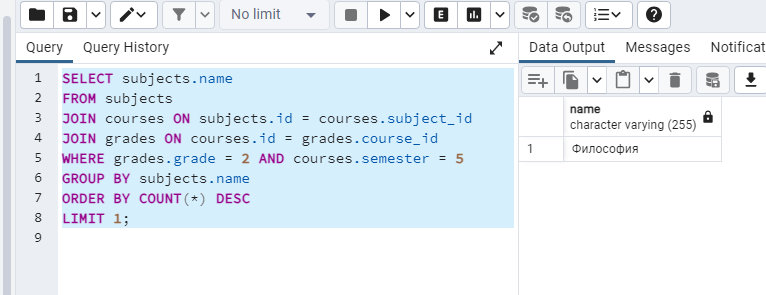 No limit
E
Query
Query History
Data Output
Messages
Notificat
1 SELECT subjects.name
2 FROM subjects
3 JOIN courses ON subjects.id = courses.subject_id
4 JOIN grades ON courses.id = grades.course_id
5 WHERE grades.grade = 2 AND courses.semester = 5
6 GROUP BY subjects.name
7 ORDER BY COUNT(*) DESC
8 LIMIT 1;
9
name
character varying (255)
1 Философия